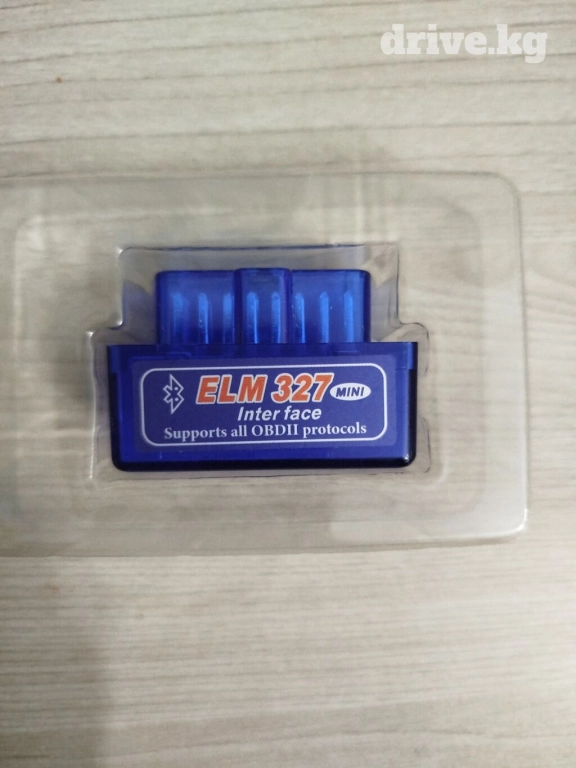 drive.kg
ELM 327 MINI
Inter face
Supports all OBDII protocols